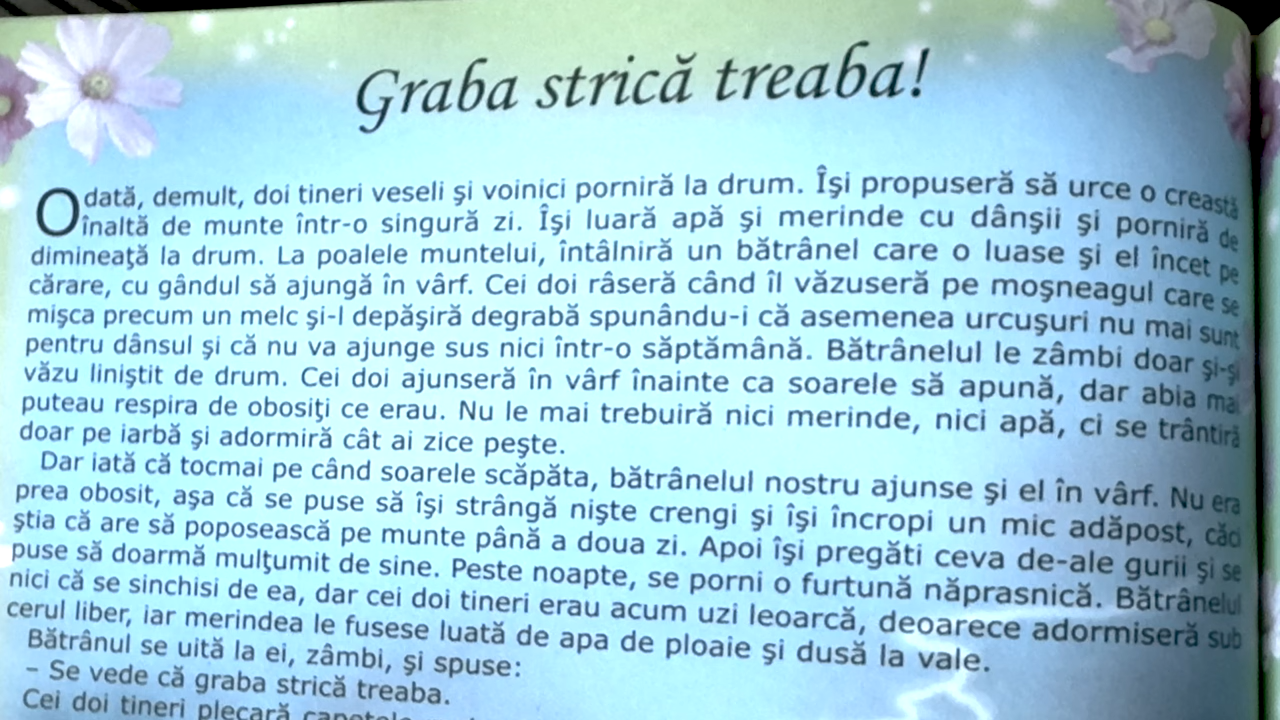 Graba strică treaba!
Odată, demult, doi tineri veseli şi voinici porniră la drum. Îşi propuseră să urce o creastă
înaltă de munte într-o singură zi. Îşi luară apă şi merinde cu dânşii şi porniră de
dimineaţă la drum. La poalele muntelui, întâlniră un bătrânel care o luase şi el încet pe
cărare, cu gândul să ajungă în vârf. Cei doi râseră când îl văzuseră pe moşneagul care se
mişca precum un melc şi-l depăşiră degrabă spunându-i că asemenea urcuşuri nu mai sunt
pentru dânsul şi că nu va ajunge sus nici într-o săptămână. Bătrânelul le zâmbi doar şi-şi
văzu liniştit de drum. Cei doi ajunseră în vârf înainte ca soarele să apună, dar abia mai
puteau respira de obosiţi ce erau. Nu le mai trebuiră nici merinde, nici apă, ci se trântiră
doar pe iarbă şi adormiră cât ai zice peşte.
Dar iată că tocmai pe când soarele scăpăta, bătrânelul nostru ajunse şi el în vârf. Nu era
prea obosit, aşa că se puse să îşi strângă nişte crengi şi îşi încropi un mic adăpost, căci
ştia că are să poposească pe munte până a doua zi. Apoi îşi pregăti ceva de-ale gurii şi se
puse să doarmă mulţumit de sine. Peste noapte, se porni o furtună năprasnică. Bătrânelul
nici că se sinchisi de ea, dar cei doi tineri erau acum uzi leoarcă, deoarece adormiseră sub
cerul liber, iar merindea le fusese luată de apa de ploaie şi dusă la vale.
Bătrânul se uită la ei, zâmbi, şi spuse:
– Se vede că graba strică treaba.
Cei doi tineri plecară